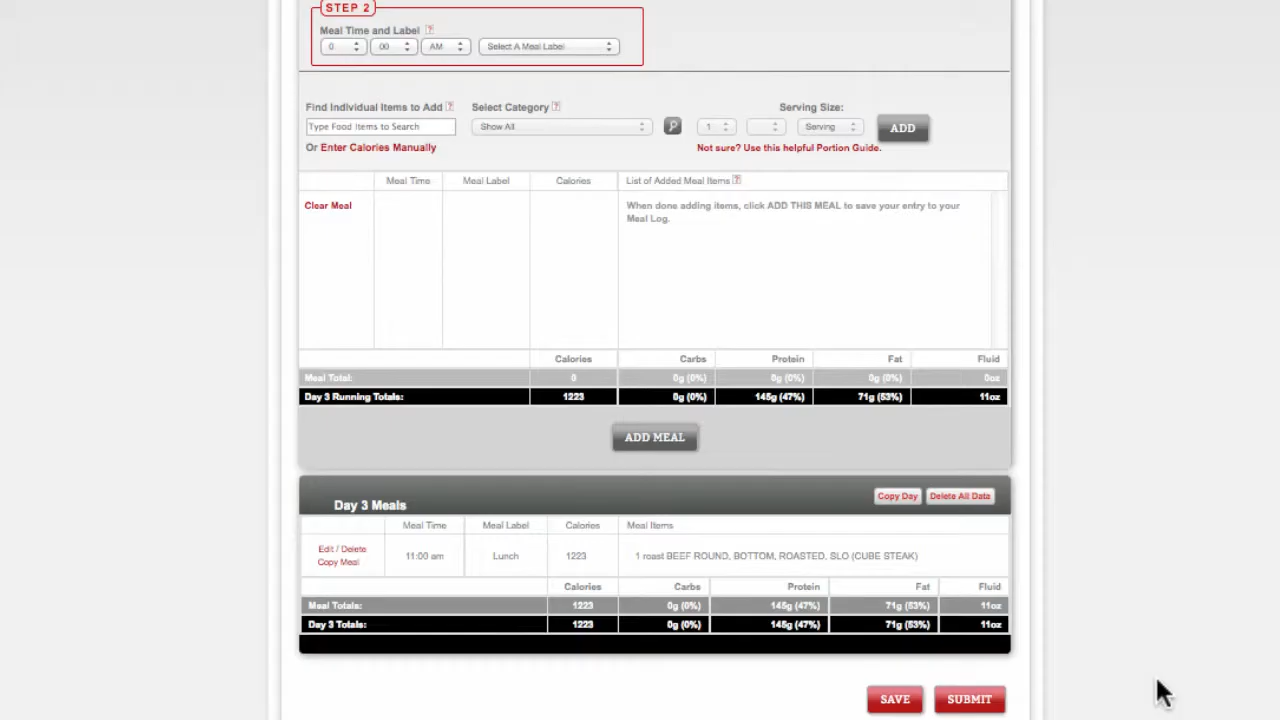 STEP 2
Meal Time and Label ?
0 00 AM Select A Meal Label
Find Individual Items to Add ? Select Category ? Serving Size:
Type Food Items to Search Show All 1 Serving ADD
Or Enter Calories Manually Not sure? Use this helpful Portion Guide.
Meal Time Meal Label Calories List of Added Meal Items ?
Clear Meal When done adding items, click ADD THIS MEAL to save your entry to your
Meal Log.
Calories Carbs Protein Fat Fluid
Meal Total: 0 0g (0%) 0g (0%) 0g (0%) 0oz
Day 3 Running Totals: 1223 0g (0%) 145g (47%) 71g (53%) 11oz
ADD MEAL
Day 3 Meals Copy Day Delete All Data
Meal Time Meal Label Calories Meal Items
Edit / Delete
Copy Meal 11:00 am Lunch 1223 1 roast BEEF ROUND, BOTTOM, ROASTED, SLO (CUBE STEAK)
Calories Carbs Protein Fat Fluid
Meal Totals: 1223 0g (0%) 145g (47%) 71g (53%) 11oz
Day 3 Totals: 1223 0g (0%) 145g (47%) 71g (53%) 11oz
SAVE SUBMIT